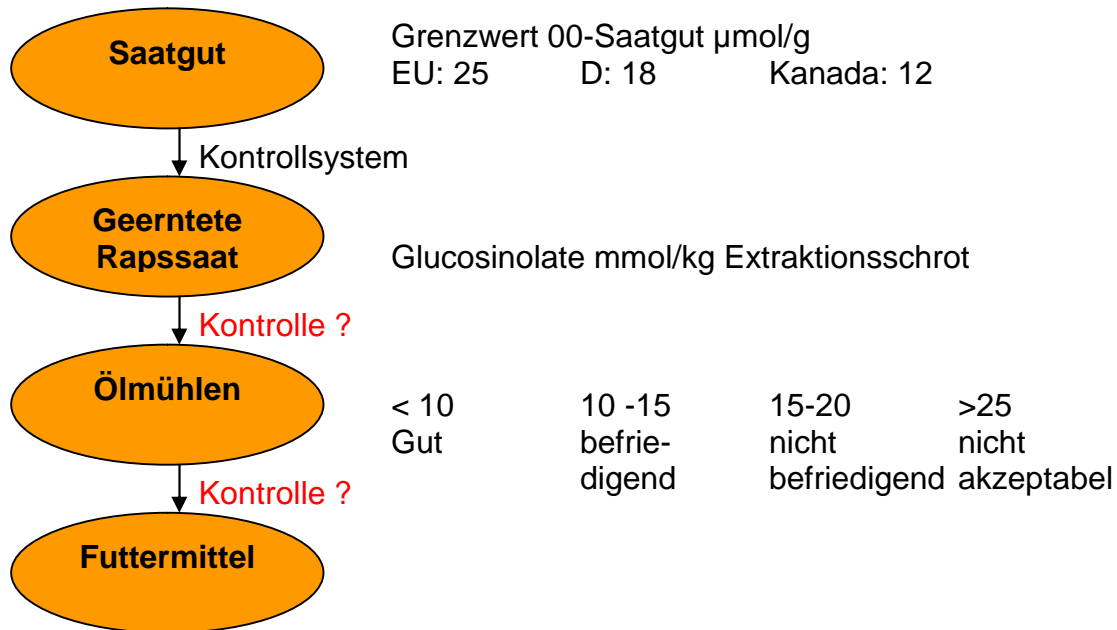 Saatgut
Grenzwert 00-Saatgut µmol/g
EU: 25 D: 18 Kanada: 12
Kontrollsystem
Geerntete
Rapssaat
Glucosinolate mmol/kg Extraktionsschrot
Kontrolle ?
Ölmühlen
< 10 10 -15 15-20 >25
Gut befrie- nicht nicht
digend befriedigend akzeptabel
Kontrolle ?
Futtermittel